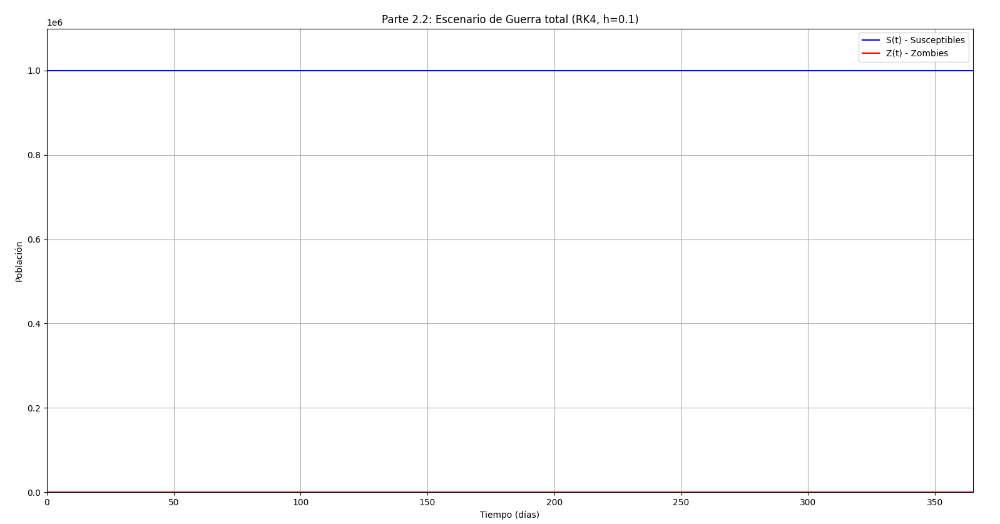 Parte 2.2: Escenario de Guerra total (RK4, h=0.1)
1e6
S(t) - Susceptibles
Z(t) - Zombies
1.0
0.8
0.6
0.4
0.2
0.0
Población
0 50 100 150 200 250 300 350
Tiempo (días)